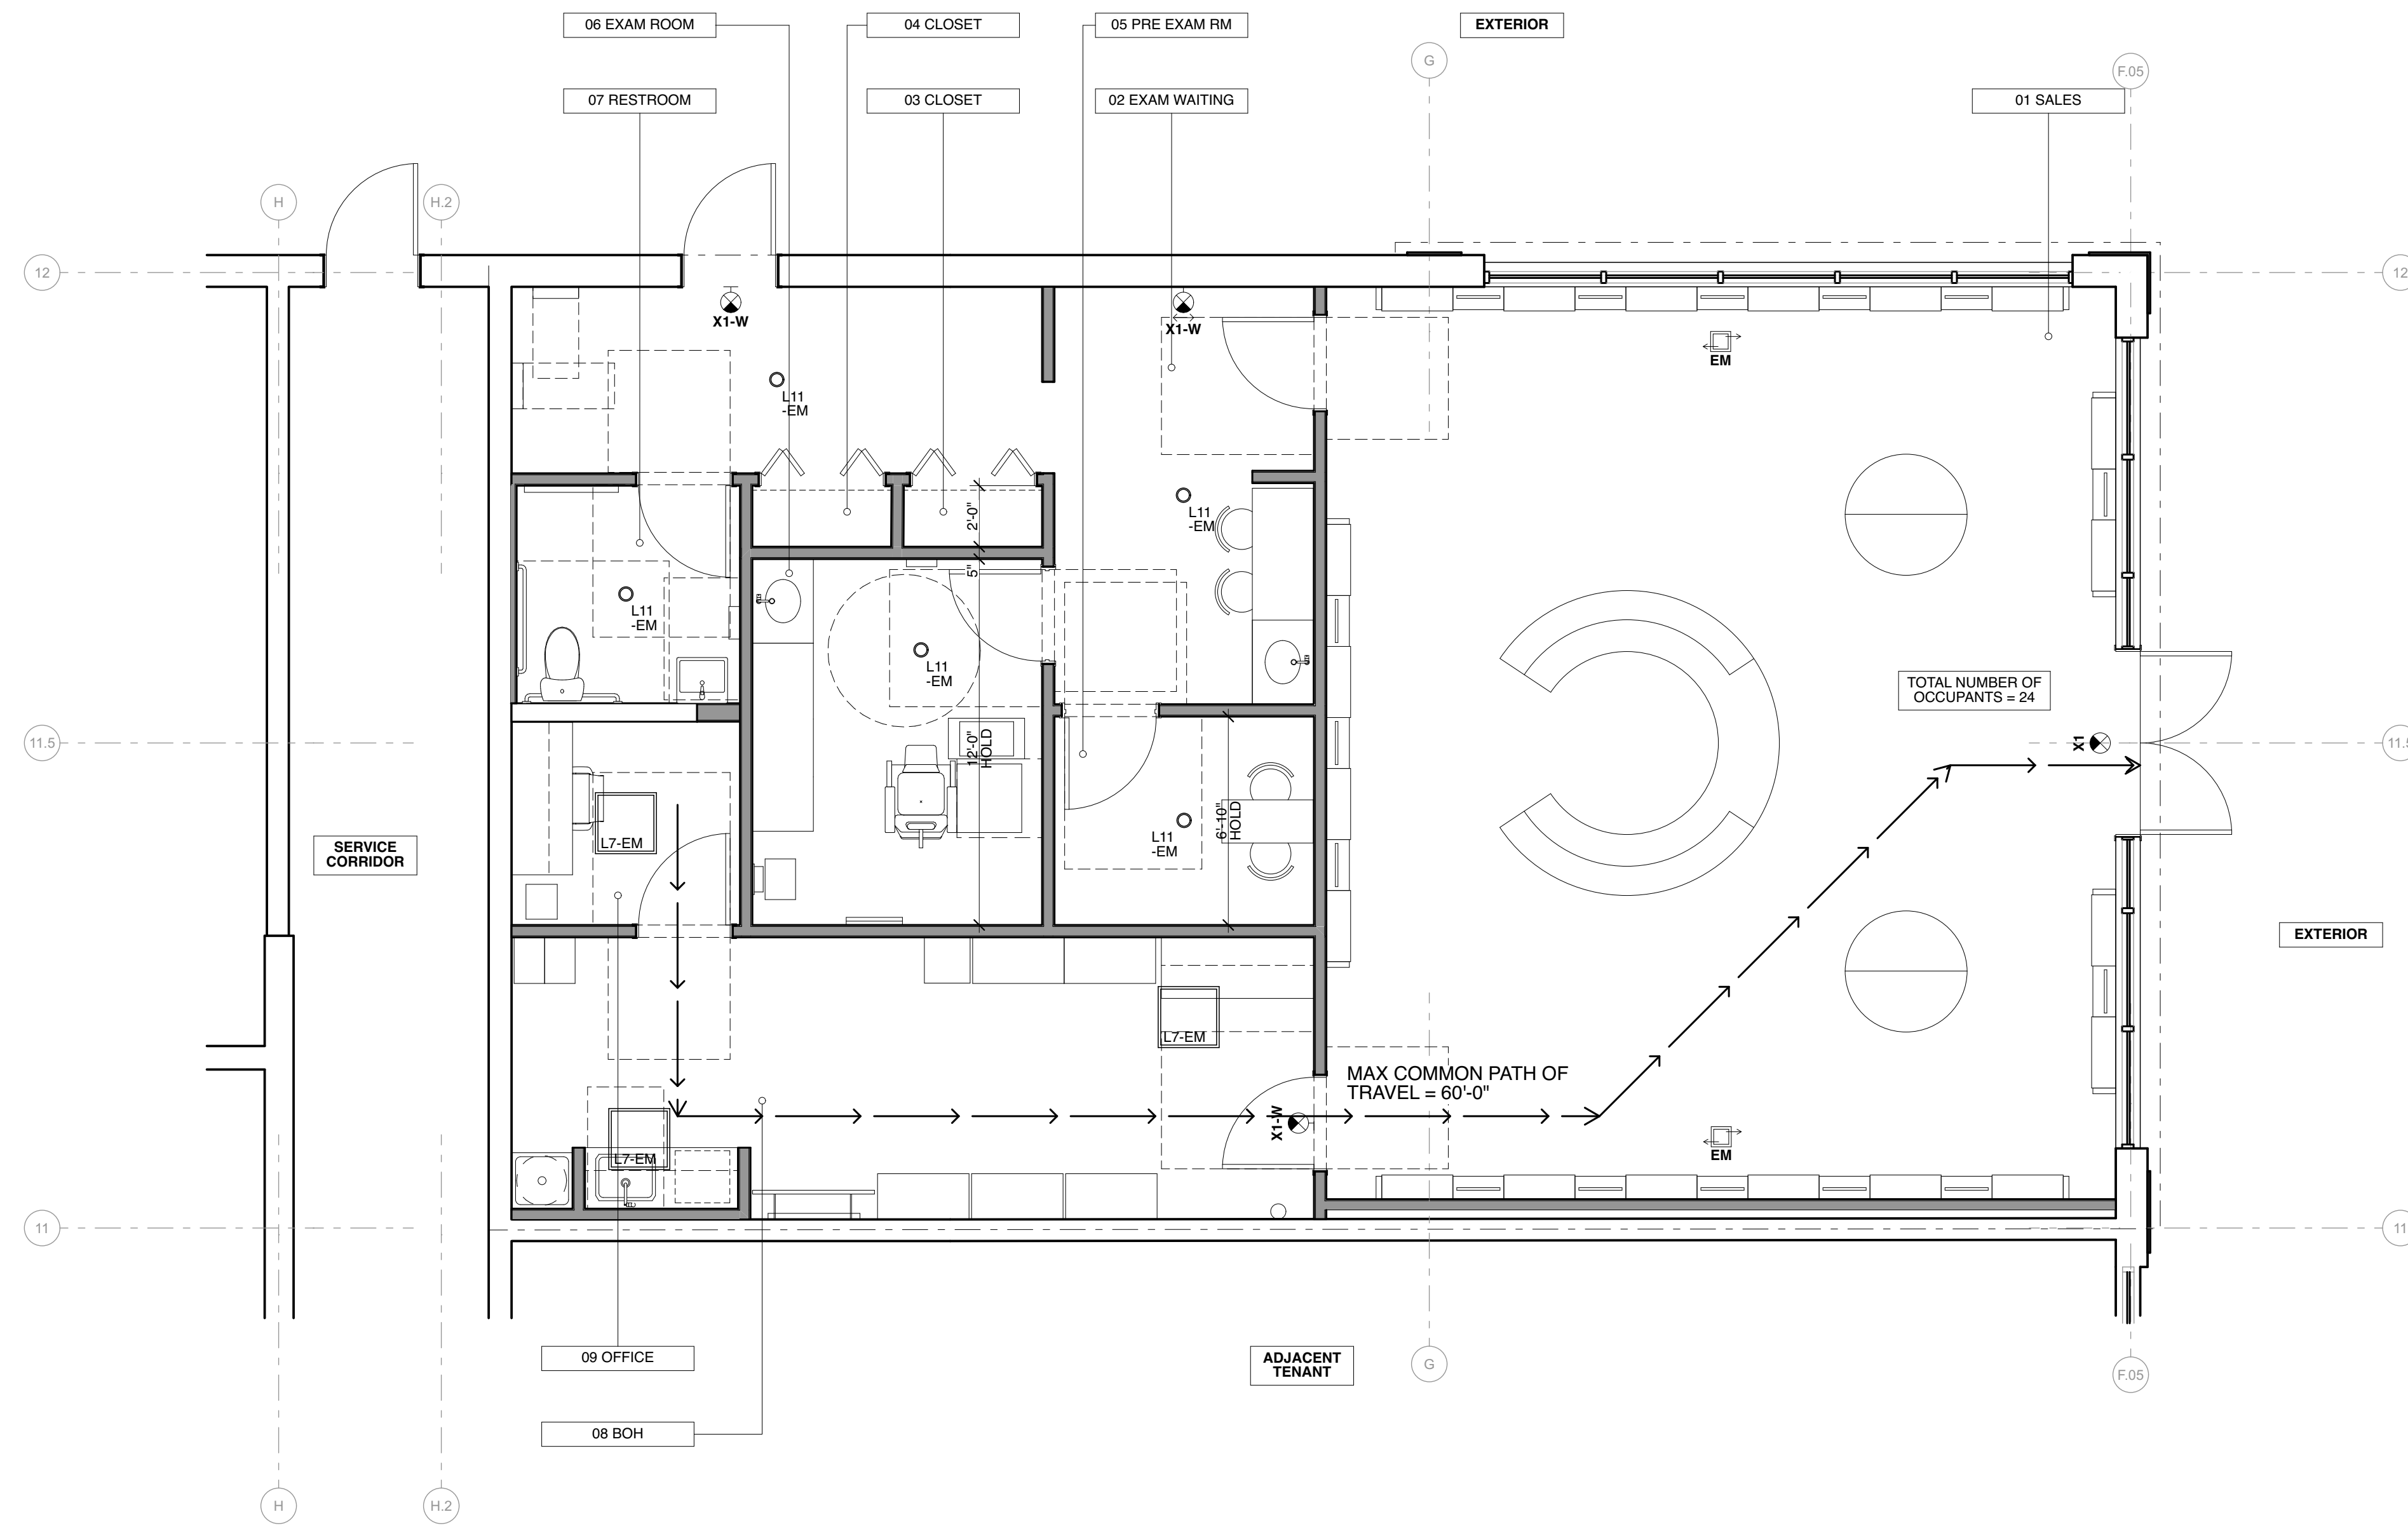 06 EXAM ROOM
04 CLOSET
05 PRE EXAM RM
EXTERIOR
G
F.05
07 RESTROOM
03 CLOSET
02 EXAM WAITING
01 SALES
H
H.2
12
12
X1-W
X1-W
EM
L11
-EM
2'-0"
L11
-EM
5"
L11
-EM
L11
-EM
TOTAL NUMBER OF
OCCUPANTS = 24
11.5
12'-0"
HOLD
X1
11.5
6'-10"
HOLD
L7-EM
L11
-EM
SERVICE
CORRIDOR
EXTERIOR
L7-EM
MAX COMMON PATH OF
TRAVEL = 60'-0"
X1-W
EM
L7-EM
11
11
09 OFFICE
ADJACENT
TENANT
G
F.05
08 BOH
H
H.2